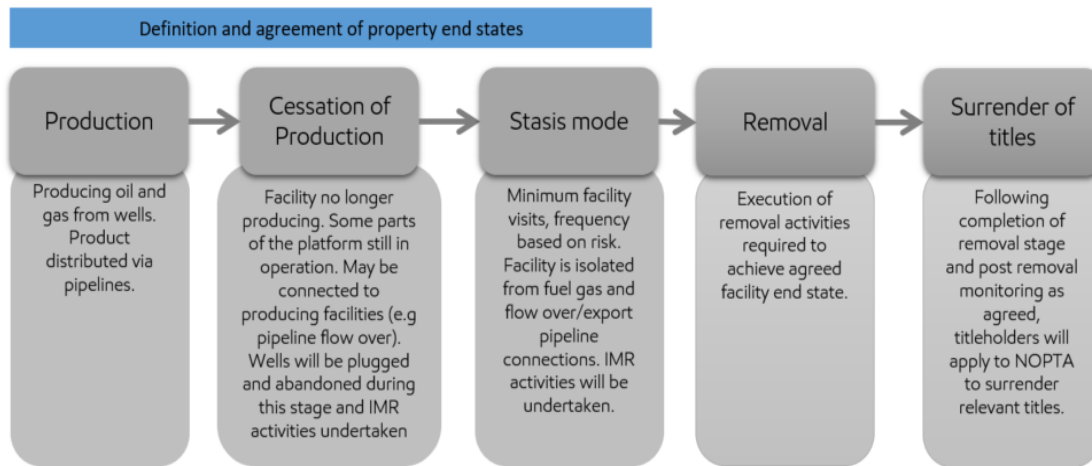 Definition and agreement of property end states
Production
Cessation of
Production
Stasis mode
Removal
Surrender of
titles
Producing oil and
gas from wells.
Product
distributed via
pipelines.
Facility no longer
producing. Some parts
of the platform still in
operation. May be
connected to
producing facilities (e.g
pipeline flow over).
Wells will be plugged
and abandoned during
this stage and IMR
activities undertaken
Minimum facility
visits, frequency
based on risk.
Facility is isolated
from fuel gas and
flow over/export
pipeline
connections. IMR
activities will be
undertaken.
Execution of
removal activities
required to
achieve agreed
facility end state.
Following
completion of
removal stage
and post removal
monitoring as
agreed,
titleholders will
apply to NOPTA
to surrender
relevant titles.